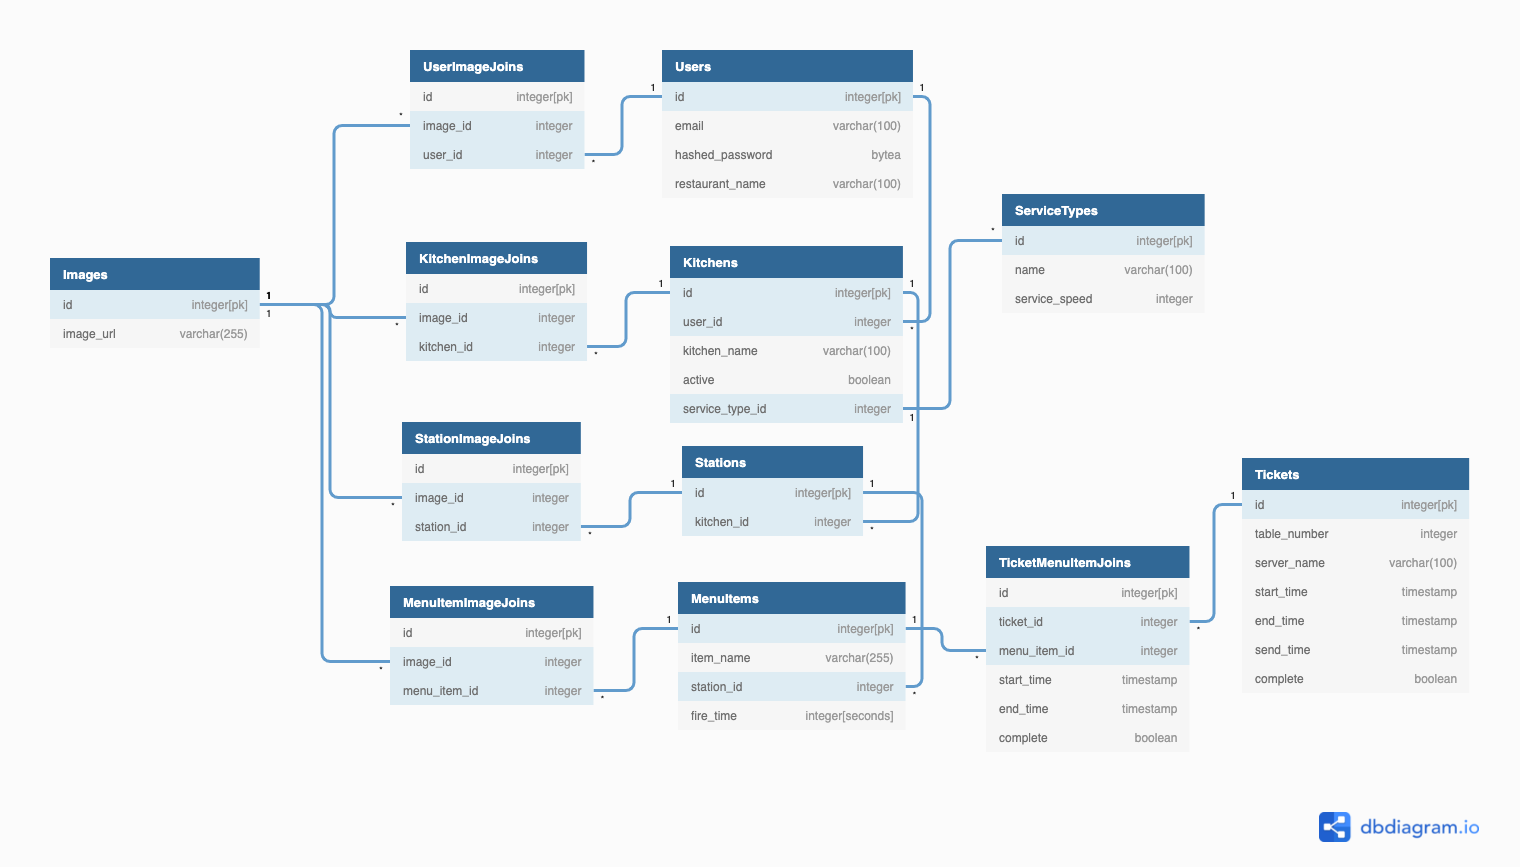 UserImageJoins
id integer[pk]
image_id integer
user_id integer
Users
id integer[pk]
email varchar(100)
hashed_password bytea
restaurant_name varchar(100)
ServiceTypes
id integer[pk]
name varchar(100)
service_speed integer
Images
id integer[pk]
image_url varchar(255)
KitchenImageJoins
id integer[pk]
image_id integer
kitchen_id integer
Kitchens
id integer[pk]
user_id integer
kitchen_name varchar(100)
active boolean
service_type_id integer
StationImageJoins
id integer[pk]
image_id integer
station_id integer
Stations
id integer[pk]
kitchen_id integer
Tickets
id integer[pk]
table_number integer
server_name varchar(100)
start_time timestamp
end_time timestamp
send_time timestamp
complete boolean
MenuItemImageJoins
id integer[pk]
image_id integer
menu_item_id integer
MenuItems
id integer[pk]
item_name varchar(255)
station_id integer
fire_time integer[seconds]
TicketMenuItemJoins
id integer[pk]
ticket_id integer
menu_item_id integer
start_time timestamp
end_time timestamp
complete boolean
1
*
1
*
1
*
1
*
1
*
1
*
1
*
1
*
1
*
1
*
1
*
1
*
1
*
dbdiagram.io